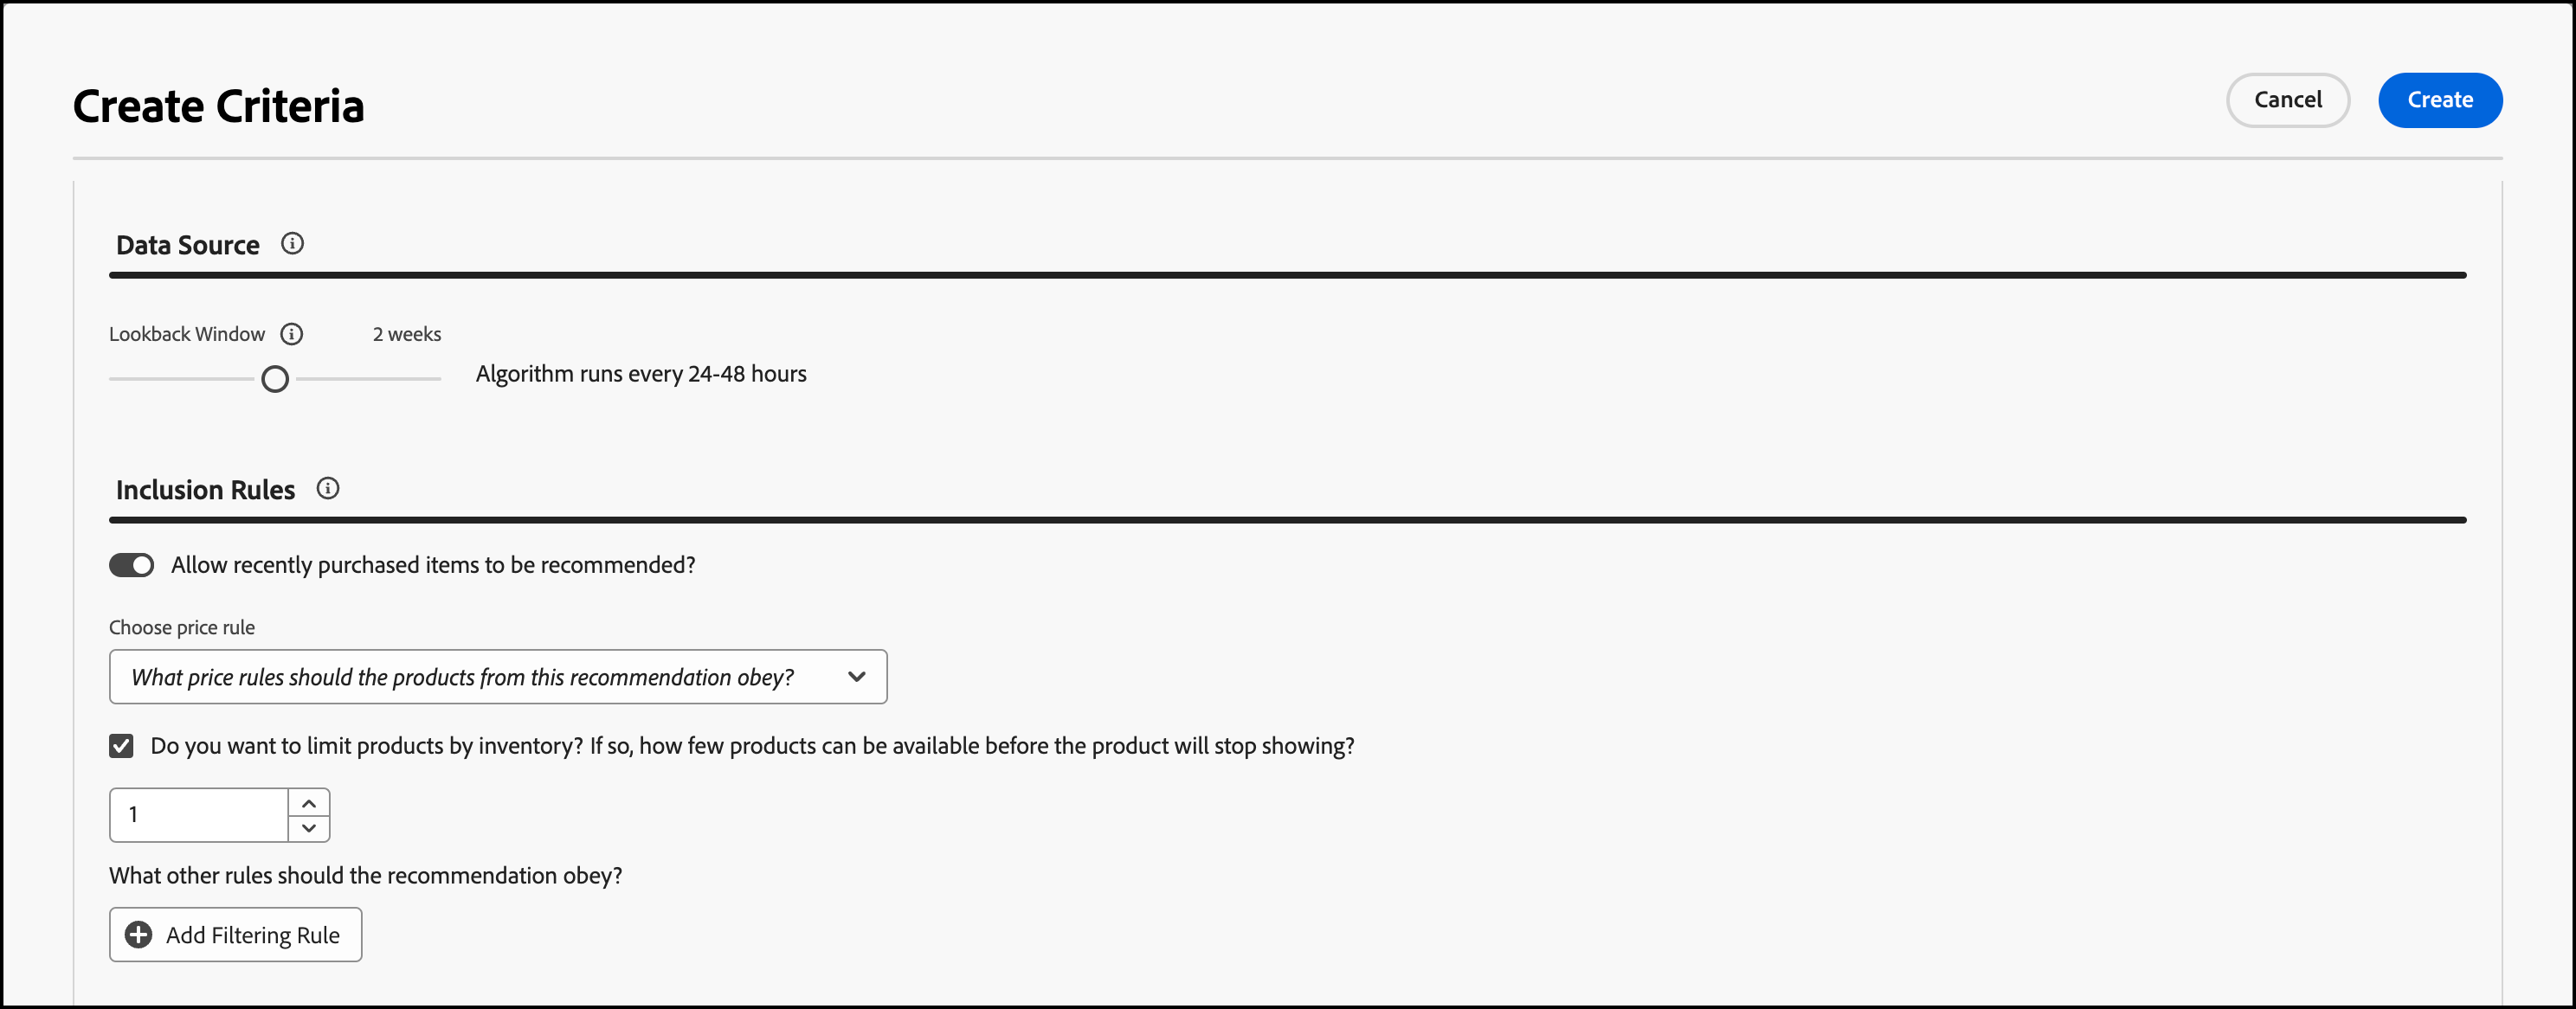 Create Criteria
Cancel
Create
Data Source
Lookback Window
2 weeks
Algorithm runs every 24-48 hours
Inclusion Rules
Allow recently purchased items to be recommended?
Choose price rule
What price rules should the products from this recommendation obey?
Do you want to limit products by inventory? If so, how few products can be available before the product will stop showing?
1
What other rules should the recommendation obey?
Add Filtering Rule